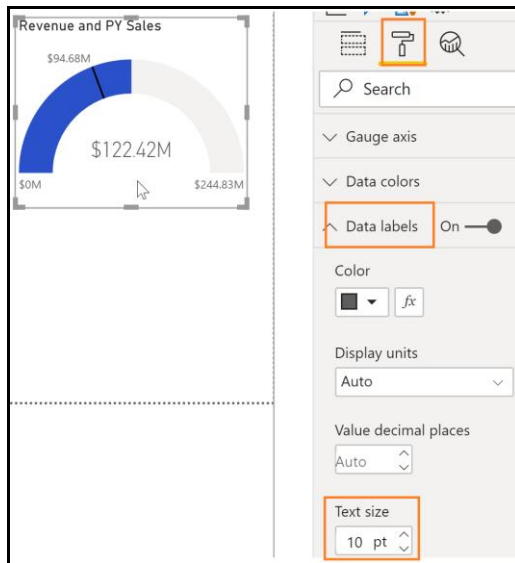 Revenue and PY Sales
$94.68M
$122.42M
$0M
$244.83M
Search
Gauge axis
Data colors
Data labels On
Color
fx
Display units
Auto
Value decimal places
Auto
Text size
10 pt